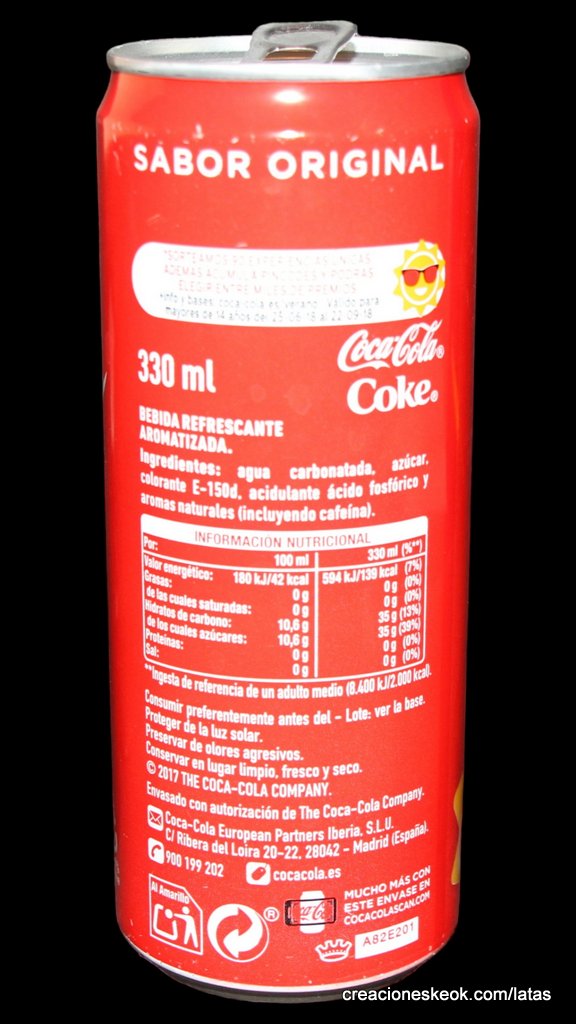 SABOR ORIGINAL
*SORTEAMOS 90 EXPERIENCIAS ÚNICAS.
ADEMÁS ACUMULA PINCODES Y PODRÁS
ELEGIR ENTRE MILES DE PREMIOS.
*Info y bases: coca-cola.es/verano. Válido para
mayores de 14 años del 25-06-18 al 22-09-18
330 ml
Coca-Cola®
Coke®
BEBIDA REFRESCANTE
AROMATIZADA.
Ingredientes: agua carbonatada, azúcar,
colorante E-150d, acidulante ácido fosfórico y
aromas naturales (incluyendo cafeína).
INFORMACIÓN NUTRICIONAL
Por: 100 ml 330 ml (%**)
Valor energético: 180 kJ/42 kcal 594 kJ/139 kcal (7%)
Grasas: 0 g 0 g (0%)
de las cuales saturadas: 0 g 0 g (0%)
Hidratos de carbono: 10,6 g 35 g (13%)
de los cuales azúcares: 10,6 g 35 g (39%)
Proteínas: 0 g 0 g (0%)
Sal: 0 g 0 g (0%)
**Ingesta de referencia de un adulto medio (8.400 kJ/2.000 kcal).
Consumir preferentemente antes del - Lote: ver la base.
Proteger de la luz solar.
Preservar de olores agresivos.
Conservar en lugar limpio, fresco y seco.
© 2017 THE COCA-COLA COMPANY.
Envasado con autorización de The Coca-Cola Company.
Coca-Cola European Partners Iberia, S.L.U.
C/ Ribera del Loira 20-22. 28042 - Madrid (España).
900 199 202 cocacola.es
Al Amarillo
®
Coca-Cola
MUCHO MÁS CON
ESTE ENVASE EN
COCACOLASCAN.COM
A82E201
creacioneskeok.com/latas